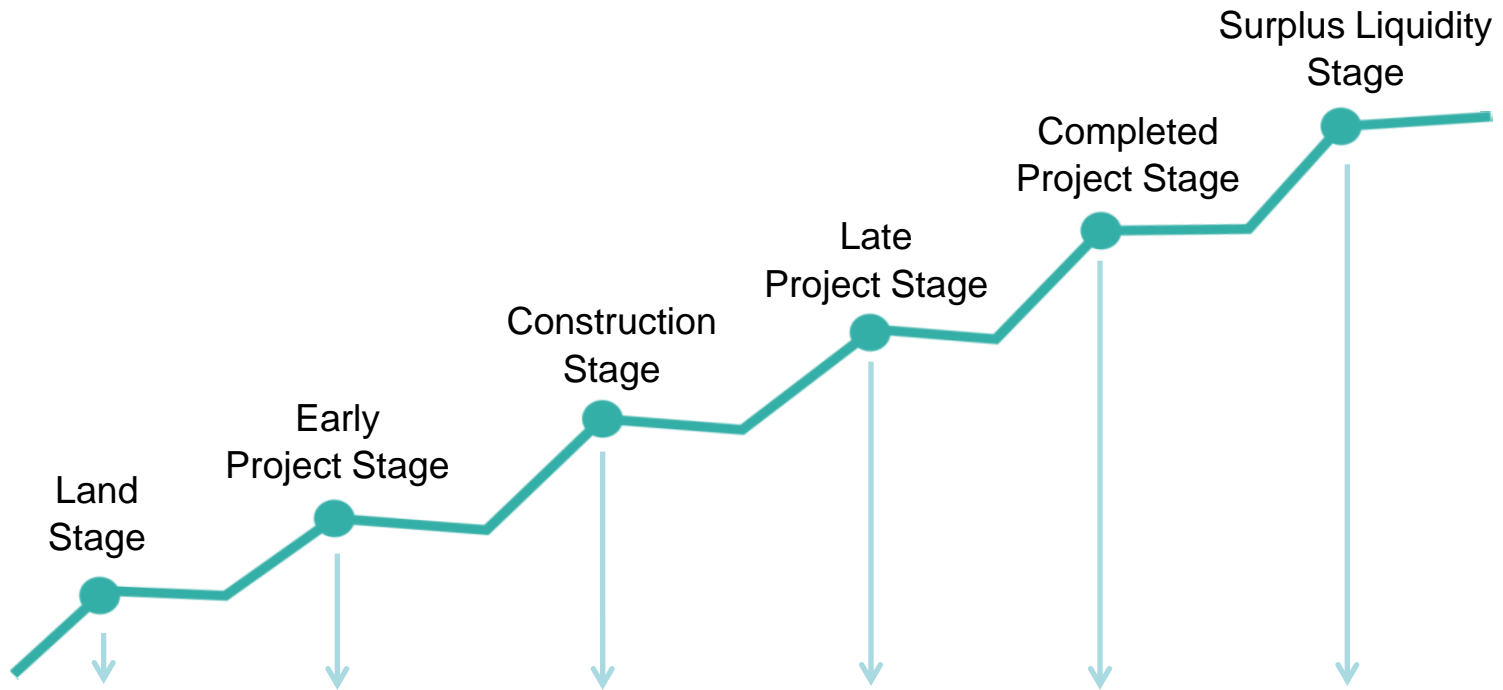 Land
Stage
Early
Project Stage
Construction
Stage
Late
Project Stage
Completed
Project Stage
Surplus Liquidity
Stage